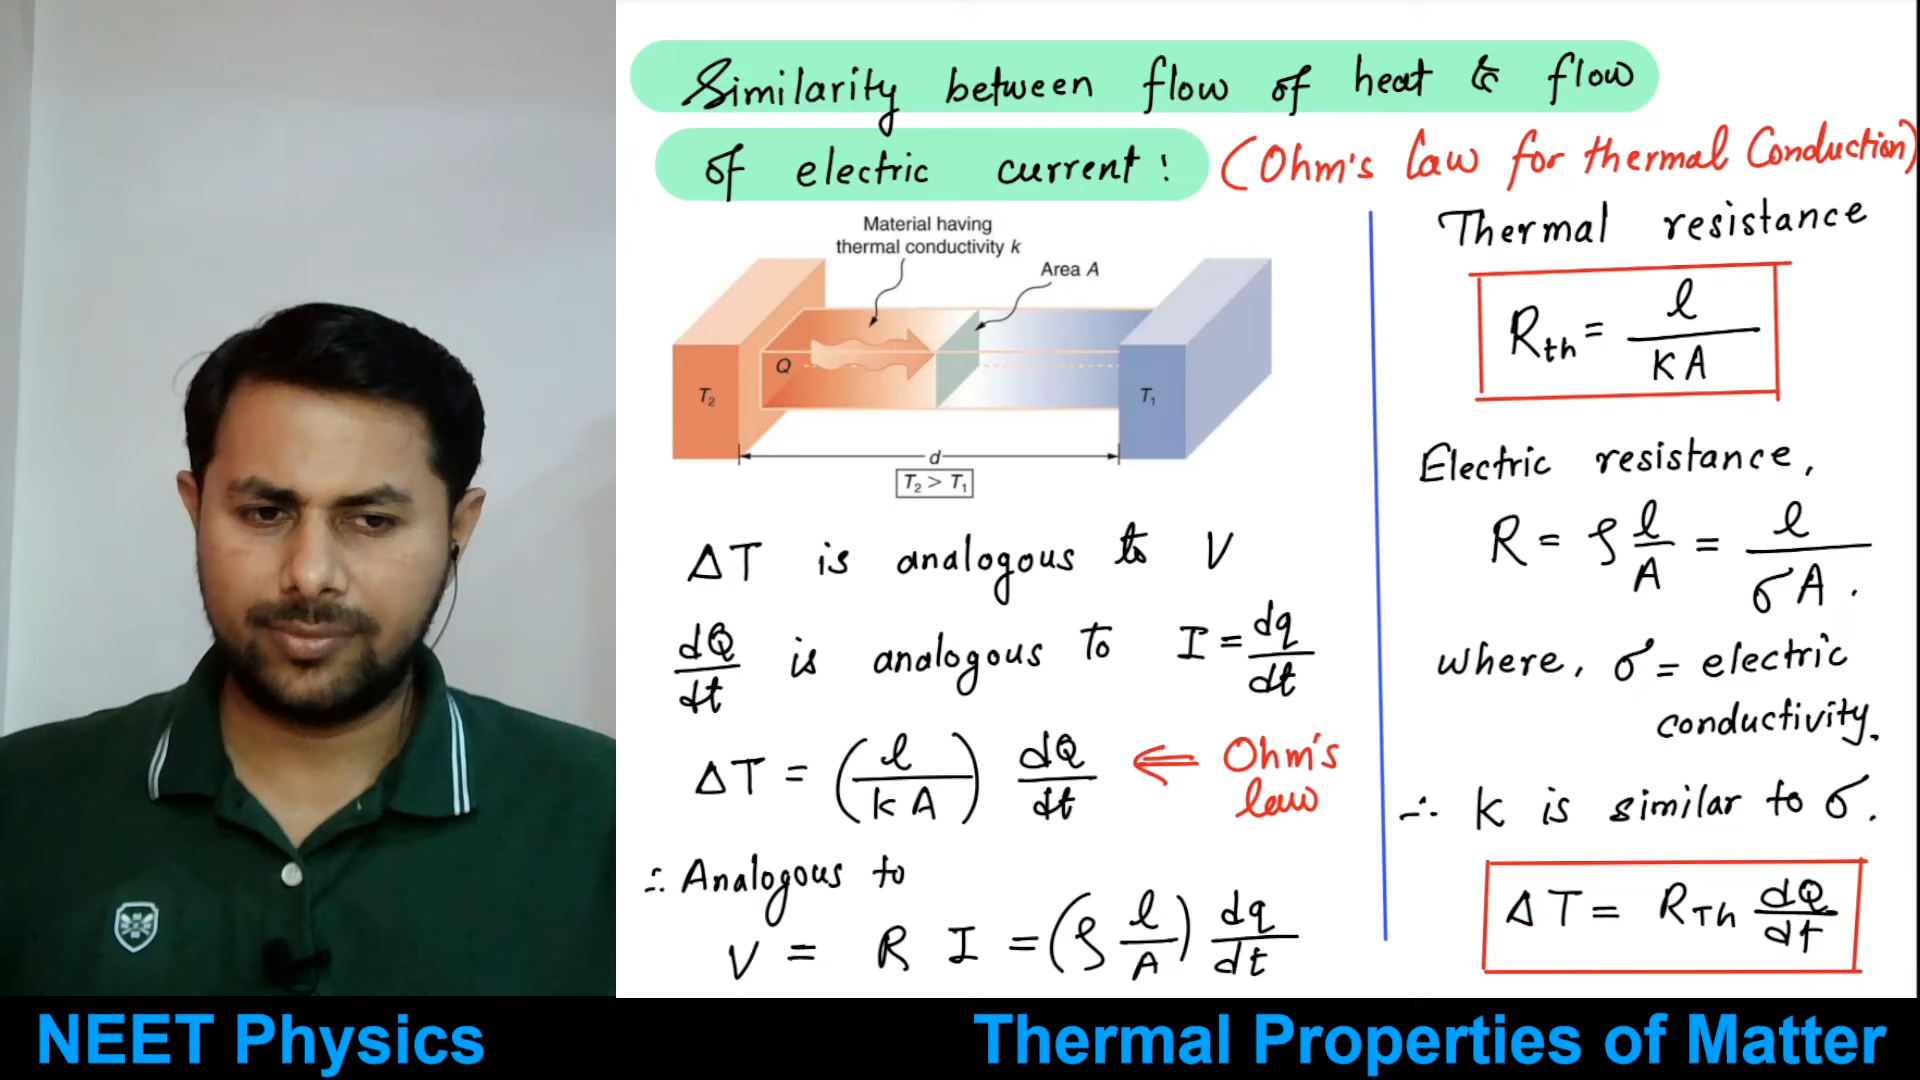 Similarity between flow of heat & flow
of electric current: (Ohm's law for thermal Conduction)
Material having
thermal conductivity k
Area A
Q
T₂
T₁
d
T₂ > T₁
ΔT is analogous to V
dQ/dt is analogous to I = dq/dt
ΔT = (l/kA) dQ/dt ⇐ Ohm's
law
∴ Analogous to
V = R I = (ρ l/A) dq/dt
Thermal resistance
R_th = l/KA
Electric resistance,
R = ρ l/A = l/σA.
where, σ = electric
conductivity.
∴ K is similar to σ.
ΔT = R_Th dQ/dt
NEET Physics
Thermal Properties of Matter